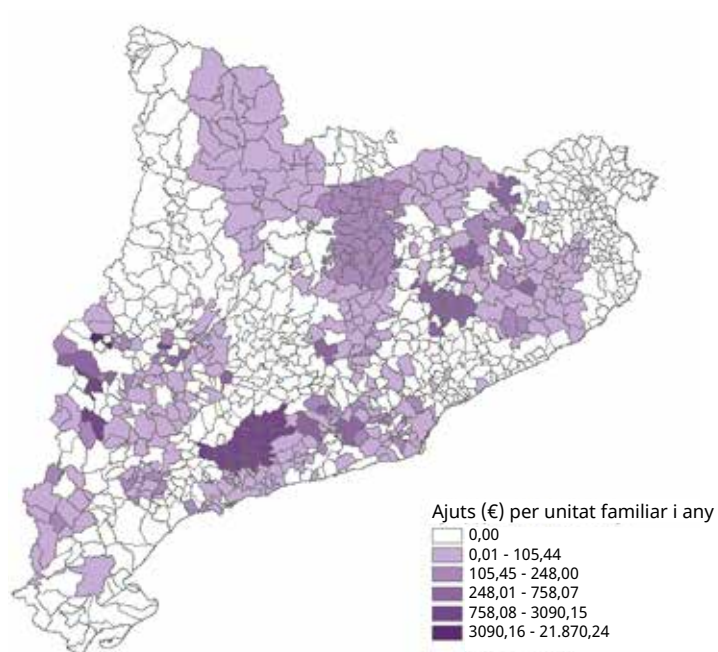 Ajuts (€) per unitat familiar i any
0,00
0,01 - 105,44
105,45 - 248,00
248,01 - 758,07
758,08 - 3090,15
3090,16 - 21.870,24